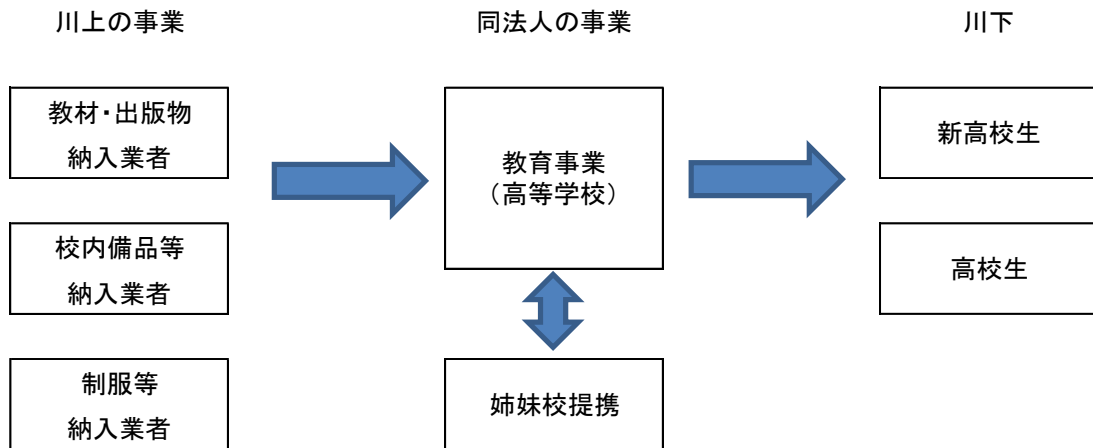 川上の事業
同法人の事業
川下
教材・出版物
納入業者
校内備品等
納入業者
制服等
納入業者
教育事業
（高等学校）
姉妹校提携
新高校生
高校生